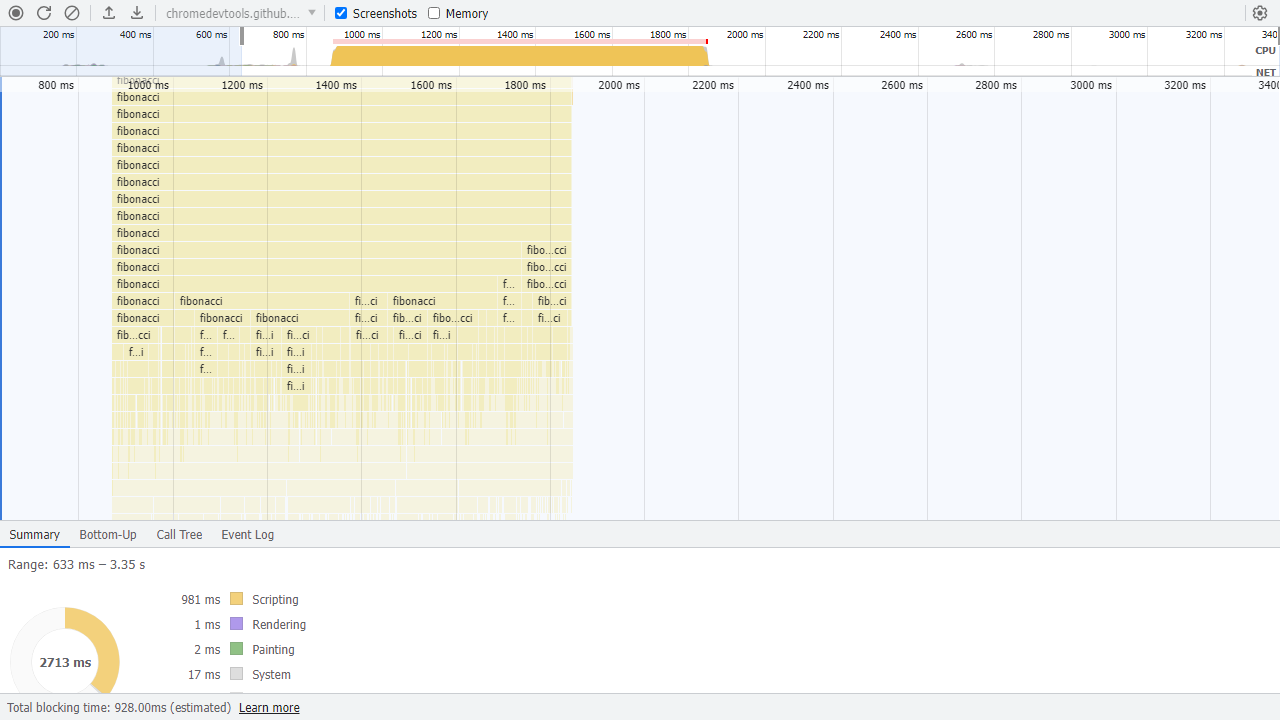 chromedevtools.github.... Screenshots Memory
200 ms 400 ms 600 ms 800 ms 1000 ms 1200 ms 1400 ms 1600 ms 1800 ms 2000 ms 2200 ms 2400 ms 2600 ms 2800 ms 3000 ms 3200 ms 340
CPU
NET
fibonacci
800 ms 1000 ms 1200 ms 1400 ms 1600 ms 1800 ms 2000 ms 2200 ms 2400 ms 2600 ms 2800 ms 3000 ms 3200 ms 3400
fibonacci
fibonacci
fibonacci
fibonacci
fibonacci
fibonacci
fibonacci
fibonacci
fibonacci
fibonacci fibo...cci
fibonacci fibo...cci
fibonacci f... fibo...cci
fibonacci fibonacci fi...ci fibonacci f... fib...ci
fibonacci fibonacci fibonacci fi...ci fib...ci fibo...cci f... fi...ci
fib...cci f... f... fi...i fi...ci fi...ci fi...ci fi...i
f...i f... fi...i fi...i
f... fi...i
fi...i
Summary Bottom-Up Call Tree Event Log
Range: 633 ms – 3.35 s
981 ms Scripting
1 ms Rendering
2 ms Painting
17 ms System
2713 ms
Total blocking time: 928.00ms (estimated) Learn more